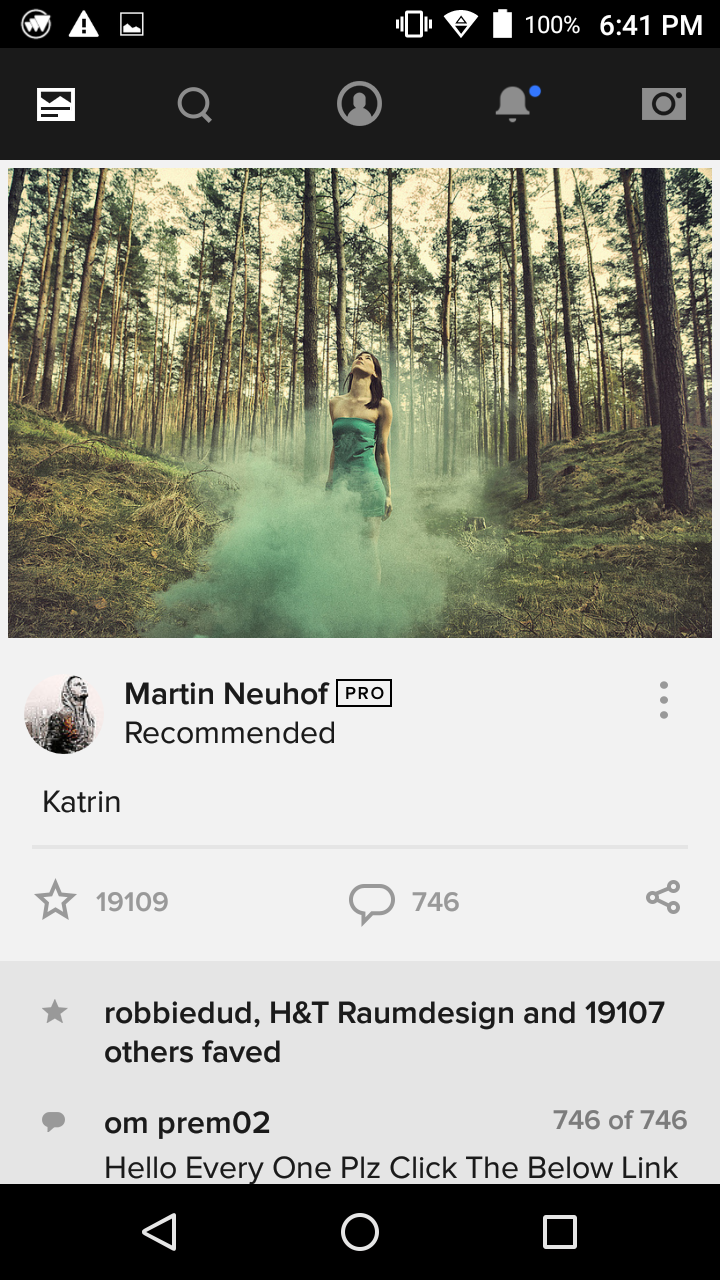 100% 6:41 PM
Martin Neuhof PRO
Recommended
Katrin
19109 746
robbiedud, H&T Raumdesign and 19107
others faved
om prem02 746 of 746
Hello Every One Plz Click The Below Link